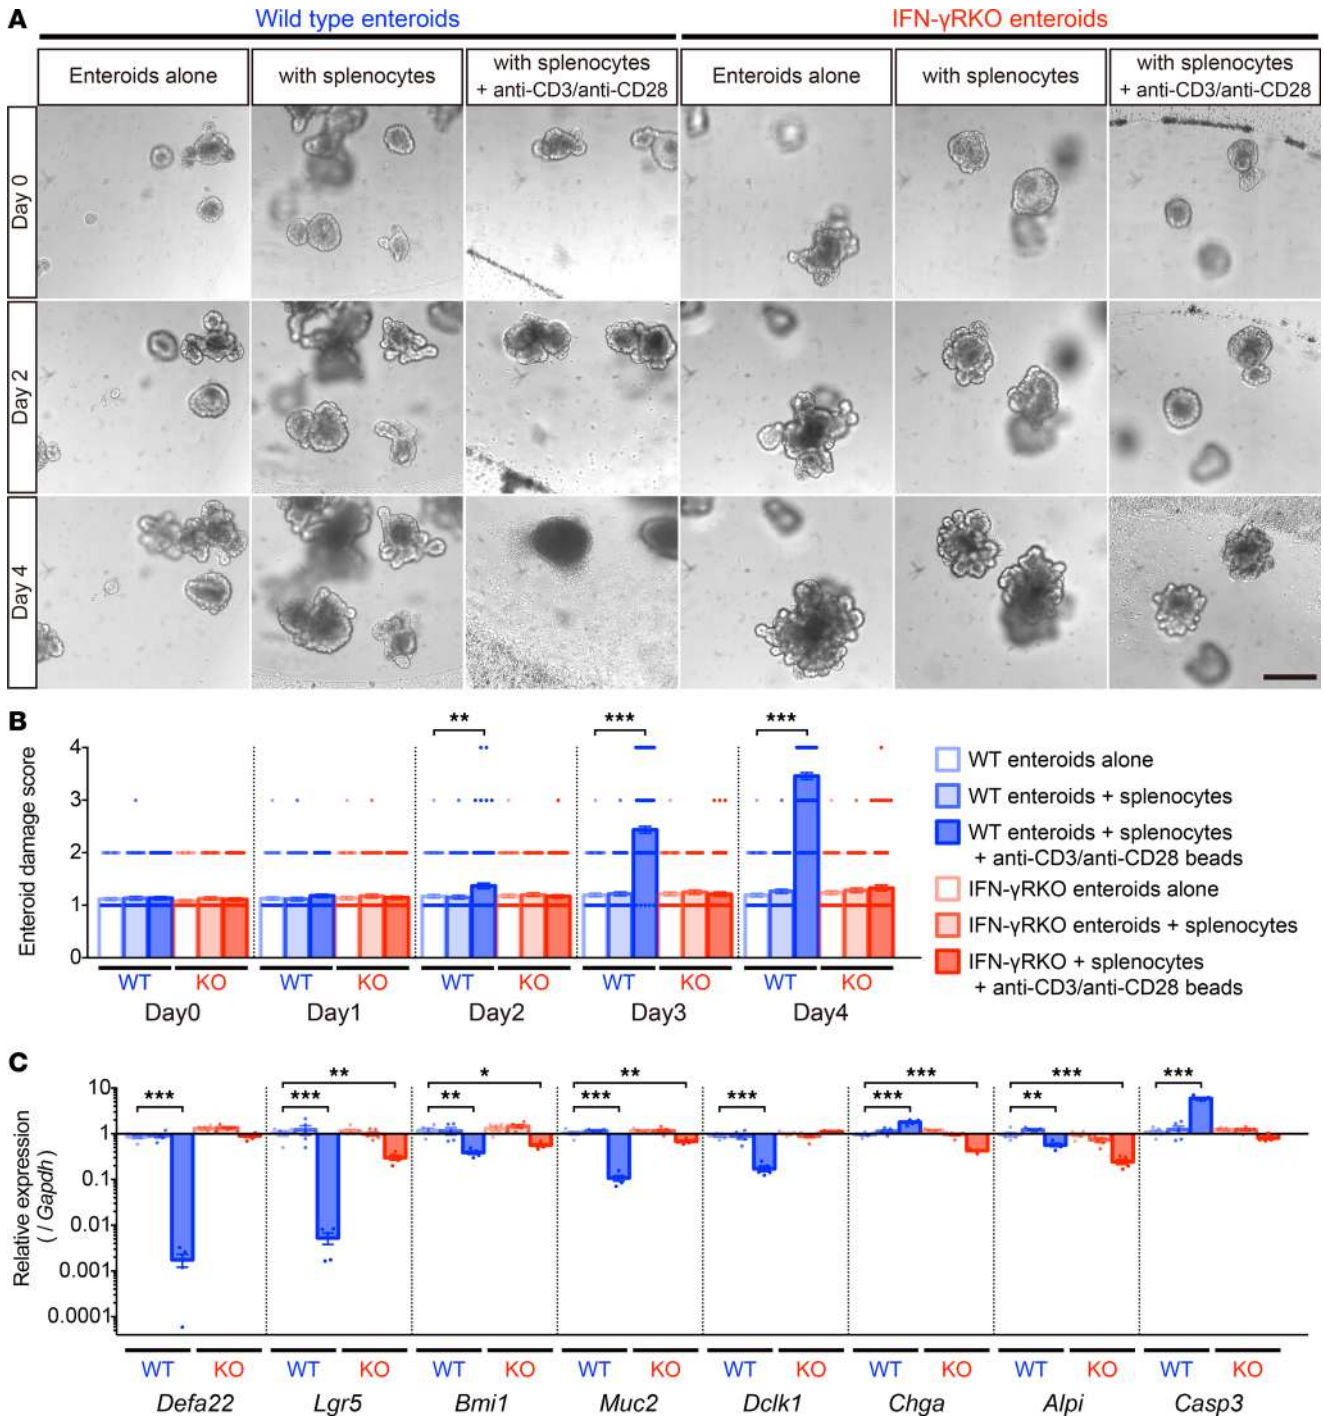 A
Wild type enteroids
IFN-γRKO enteroids
Enteroids alone
with splenocytes
with splenocytes
+ anti-CD3/anti-CD28
Enteroids alone
with splenocytes
with splenocytes
+ anti-CD3/anti-CD28
Day 0
Day 2
Day 4
B
** *** ***
Enteroid damage score
4
3
2
1
0
WT KO WT KO WT KO WT KO WT KO
Day0 Day1 Day2 Day3 Day4
WT enteroids alone
WT enteroids + splenocytes
WT enteroids + splenocytes
+ anti-CD3/anti-CD28 beads
IFN-γRKO enteroids alone
IFN-γRKO enteroids + splenocytes
IFN-γRKO + splenocytes
+ anti-CD3/anti-CD28 beads
C
** * ** *** ***
*** *** ** *** *** *** ** ***
Relative expression
( / Gapdh)
10
1
0.1
0.01
0.001
0.0001
WT KO WT KO WT KO WT KO WT KO WT KO WT KO WT KO
Defa22 Lgr5 Bmi1 Muc2 Dclk1 Chga Alpi Casp3